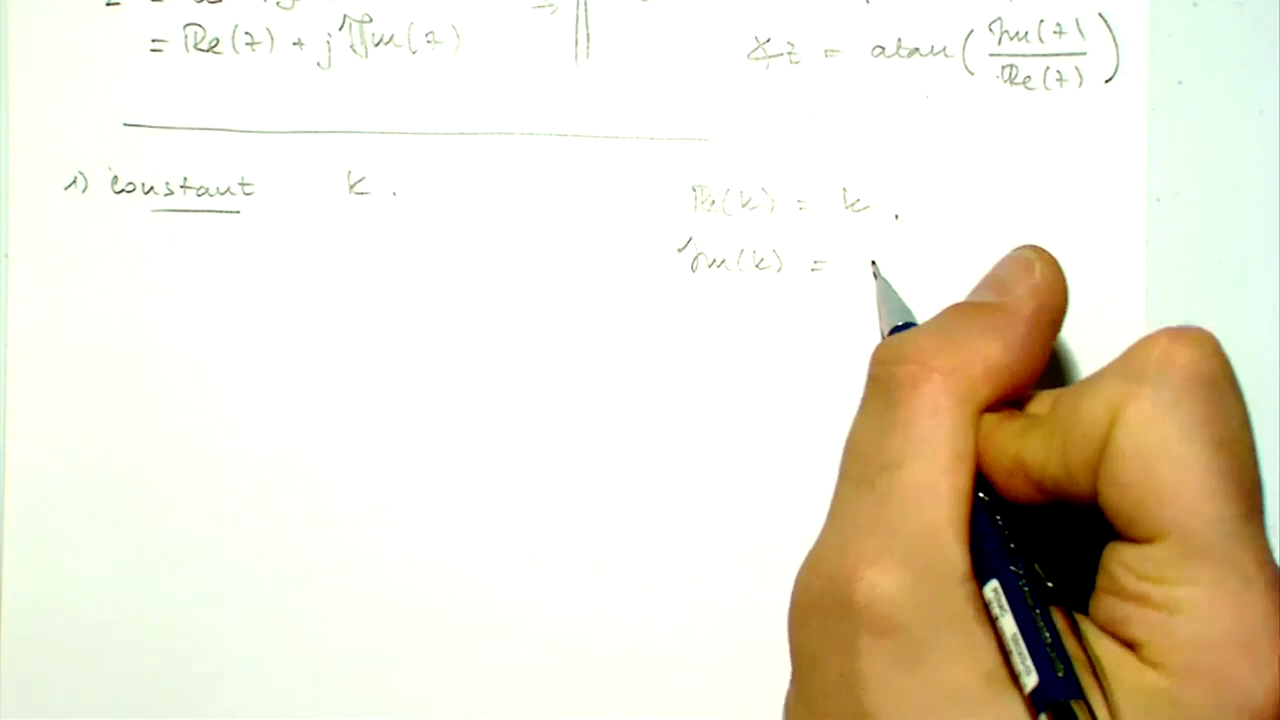 = Re(z) + j Im(z)
∡z = atan( Im(z) / Re(z) )
1) constant k.
Re(k) = k.
Im(k) =